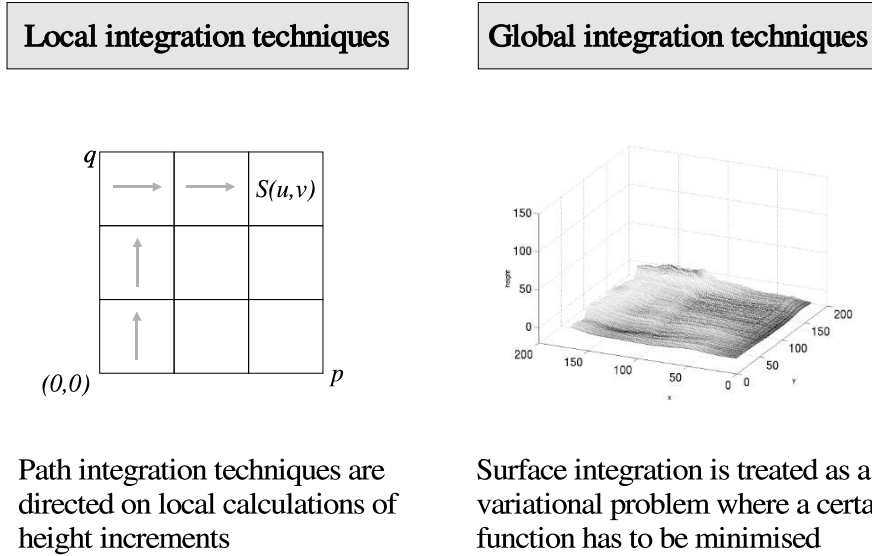 Local integration techniques
Global integration techniques
q
S(u,v)
(0,0)
p
150
100
50
0
height
200
150
100
50
0
x
0
50
100
150
200
y
Path integration techniques are
directed on local calculations of
height increments
Surface integration is treated as a
variational problem where a certa
function has to be minimised